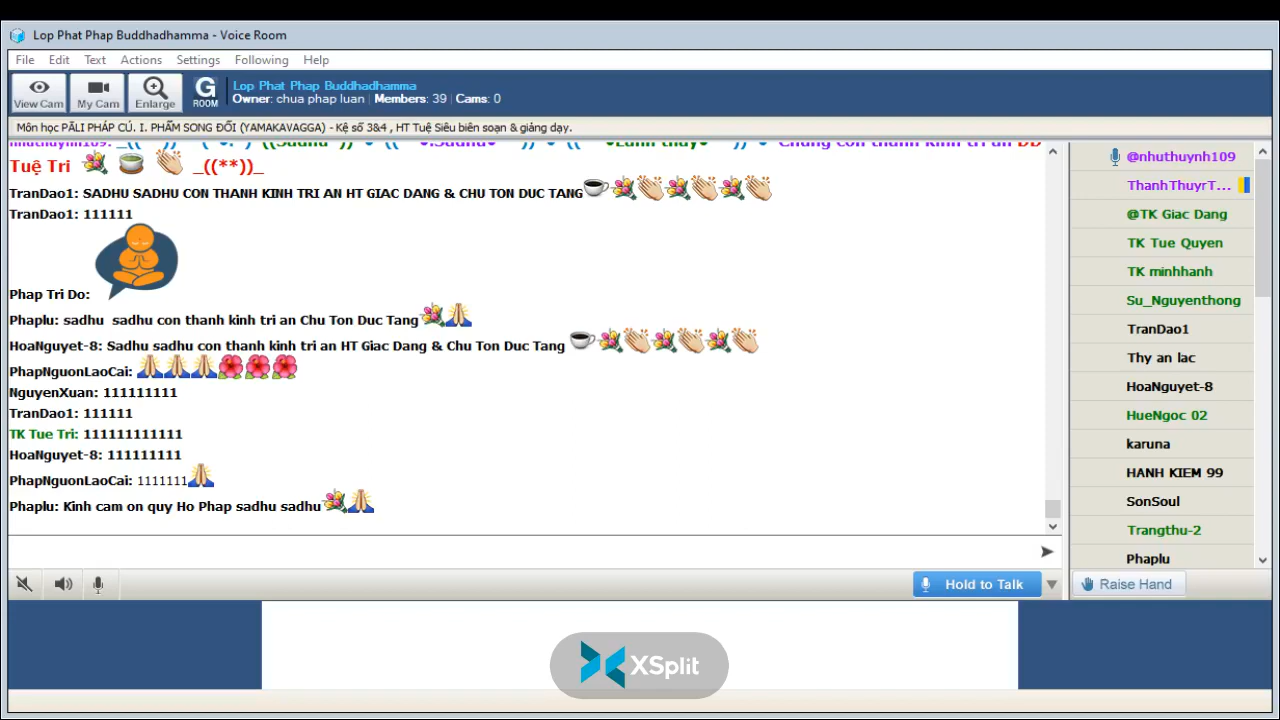 Lop Phat Phap Buddhadhamma - Voice Room
File Edit Text Actions Settings Following Help
View Cam My Cam Enlarge G ROOM
Lop Phat Phap Buddhadhamma
Owner: chua phap luan | Members: 39 | Cams: 0
Môn học PĀLI PHÁP CÚ. I. PHẨM SONG ĐỐI (YAMAKAVAGGA) - Kệ số 3&4 , HT Tuệ Siêu biên soạn & giảng dạy.
Tuệ Tri _((**))_
TranDao1: SADHU SADHU CON THANH KINH TRI AN HT GIAC DANG & CHU TON DUC TANG
TranDao1: 111111
Phap Tri Do:
Phaplu: sadhu sadhu con thanh kinh tri an Chu Ton Duc Tang
HoaNguyet-8: Sadhu sadhu con thanh kinh tri an HT Giac Dang & Chu Ton Duc Tang
PhapNguonLaoCai:
NguyenXuan: 111111111
TranDao1: 111111
TK Tue Tri: 111111111111
HoaNguyet-8: 111111111
PhapNguonLaoCai: 1111111
Phaplu: Kinh cam on quy Ho Phap sadhu sadhu
@nhuthuynh109
ThanhThuyrT...
@TK Giac Dang
TK Tue Quyen
TK minhhanh
Su_Nguyenthong
TranDao1
Thy an lac
HoaNguyet-8
HueNgoc 02
karuna
HANH KIEM 99
SonSoul
Trangthu-2
Phaplu
Hold to Talk
Raise Hand
XSplit